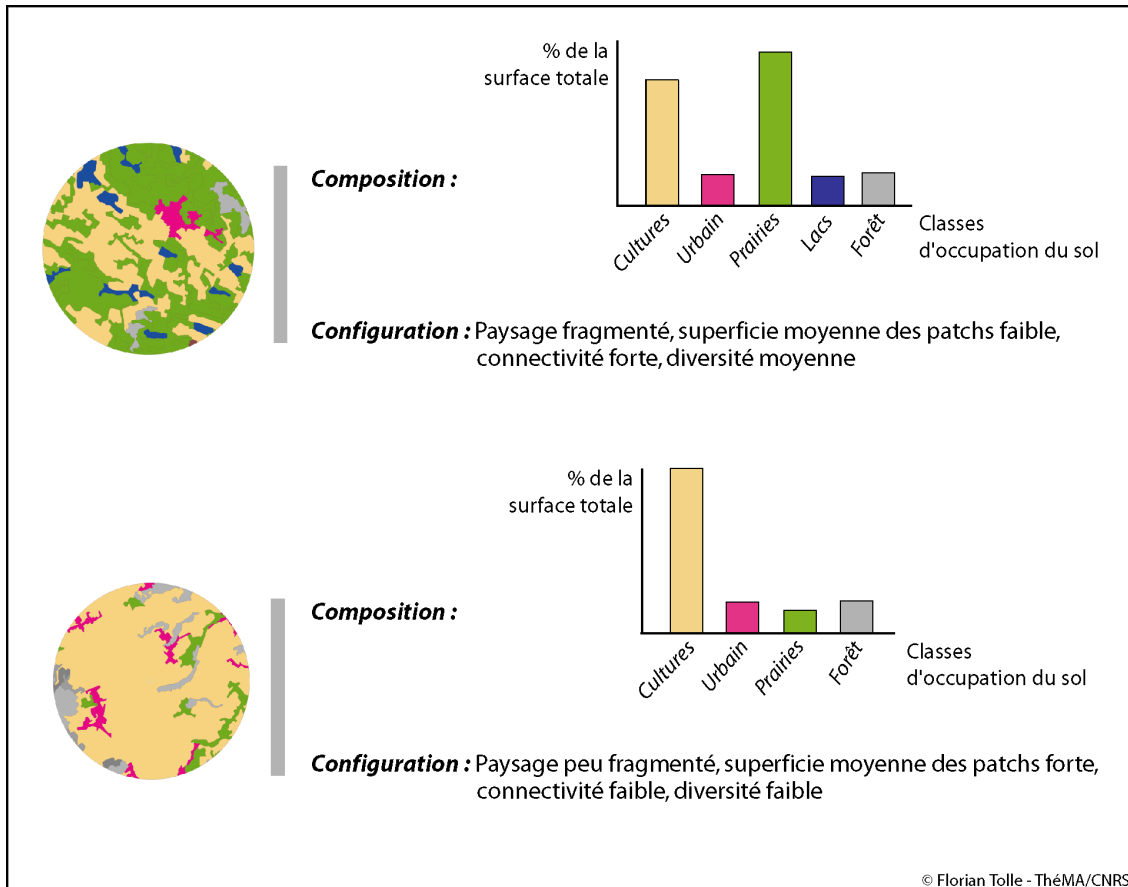 % de la
surface totale
Composition :
Cultures
Urbain
Prairies
Lacs
Forêt
Classes
d'occupation du sol
Configuration : Paysage fragmenté, superficie moyenne des patchs faible,
connectivité forte, diversité moyenne
% de la
surface totale
Composition :
Cultures
Urbain
Prairies
Forêt
Classes
d'occupation du sol
Configuration : Paysage peu fragmenté, superficie moyenne des patchs forte,
connectivité faible, diversité faible
© Florian Tolle - ThéMA/CNRS